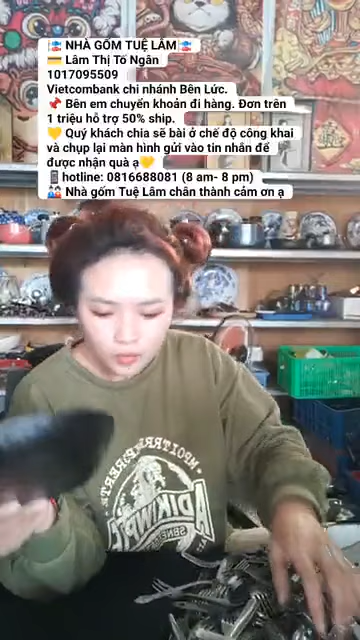 NHÀ GỐM TUỆ LÂM
Lâm Thị Tố Ngân
1017095509
Vietcombank chi nhánh Bên Lức.
Bên em chuyển khoản đi hàng. Đơn trên
1 triệu hỗ trợ 50% ship.
Quý khách chia sẽ bài ở chế độ công khai
và chụp lại màn hình gửi vào tin nhắn để
được nhận quà ạ
hotline: 0816688081 (8 am- 8 pm)
Nhà gốm Tuệ Lâm chân thành cảm ơn ạ